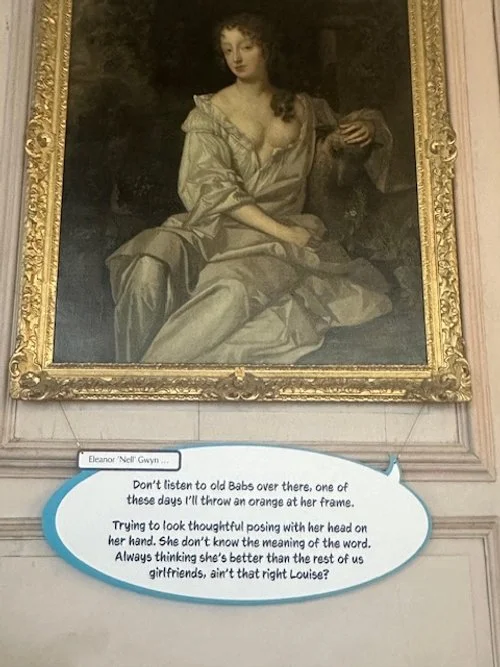 Eleanor 'Nell' Gwyn ...
Don't listen to old Babs over there, one of
these days I'll throw an orange at her frame.
Trying to look thoughtful posing with her head on
her hand. She don't know the meaning of the word.
Always thinking she's better than the rest of us
girlfriends, ain't that right Louise?